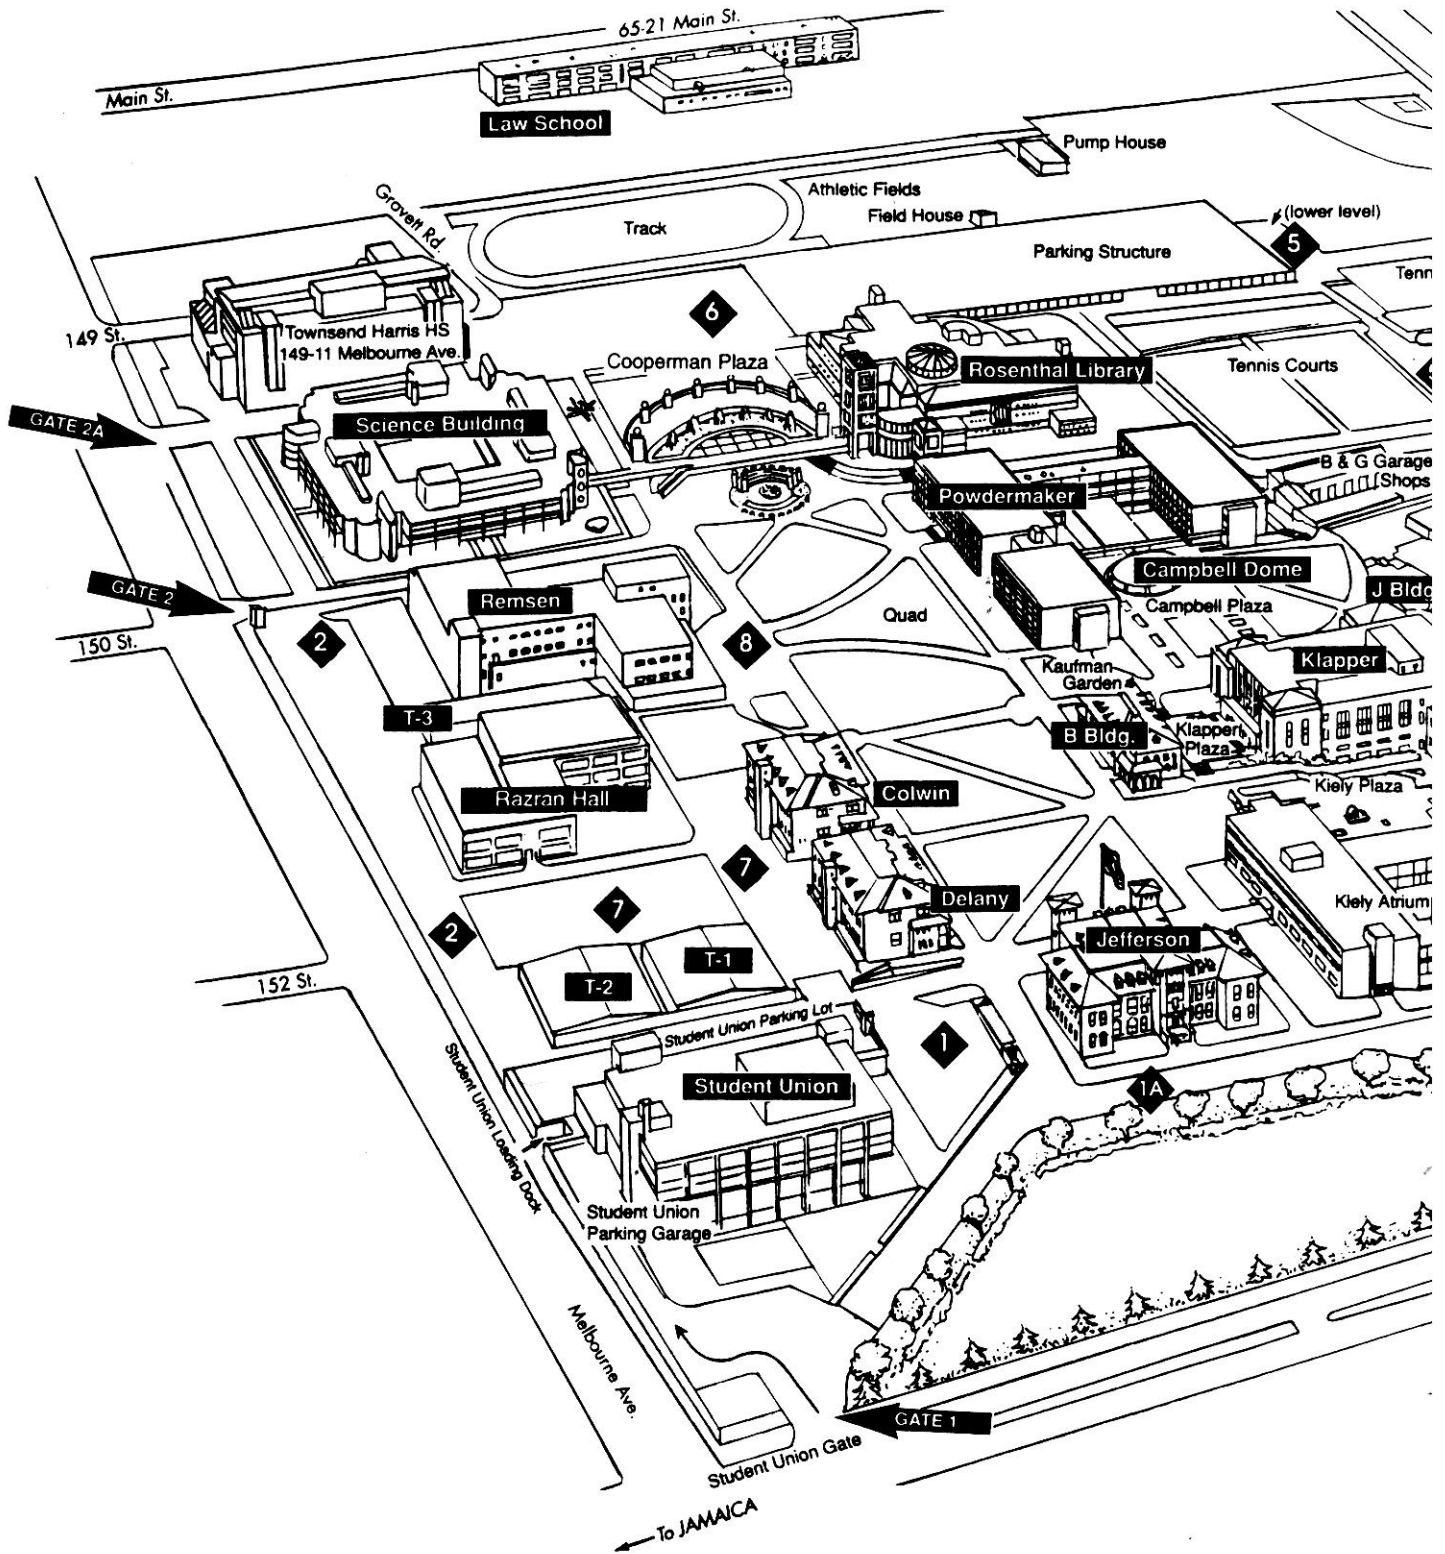 65-21 Main St.
Main St.
Law School
Pump House
Gravett Rd.
Athletic Fields
Field House
Track
(lower level)
5
Parking Structure
Tenn
6
149 St.
Townsend Harris HS
149-11 Melbourne Ave.
Cooperman Plaza
Rosenthal Library
Tennis Courts
GATE 2A
Science Building
B & G Garage
Shops
Powdermaker
GATE 2
Remsen
Campbell Dome
J Bldg
Campbell Plaza
Quad
150 St.
2
8
Kaufman
Garden
Klapper
T-3
B Bldg.
Klapper
Plaza
Razran Hall
Colwin
Kiely Plaza
7
7
Delany
Kiely Atrium
2
Jefferson
T-1
T-2
152 St.
Student Union Parking Lot
1
Student Union
1A
Student Union Loading Dock
Student Union
Parking Garage
Melbourne Ave.
GATE 1
Student Union Gate
To JAMAICA